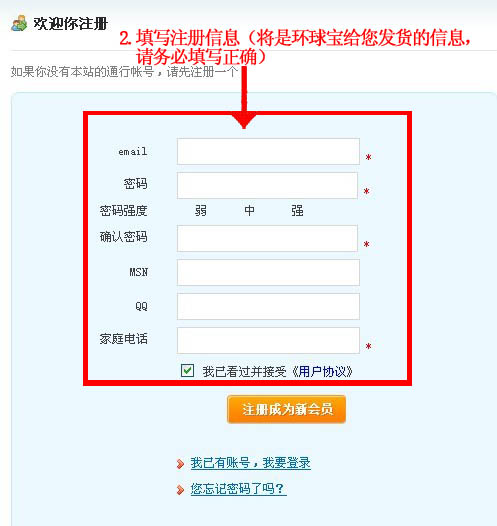 欢迎你注册
2.填写注册信息（将是环球宝给您发货的信息，
请务必填写正确）
如果你没有本站的通行帐号，请先注册一个
email *
密码 *
密码强度 弱 中 强
确认密码 *
MSN
QQ
家庭电话 *
我已看过并接受《用户协议》
注册成为新会员
我已有账号，我要登录
您忘记密码了吗？